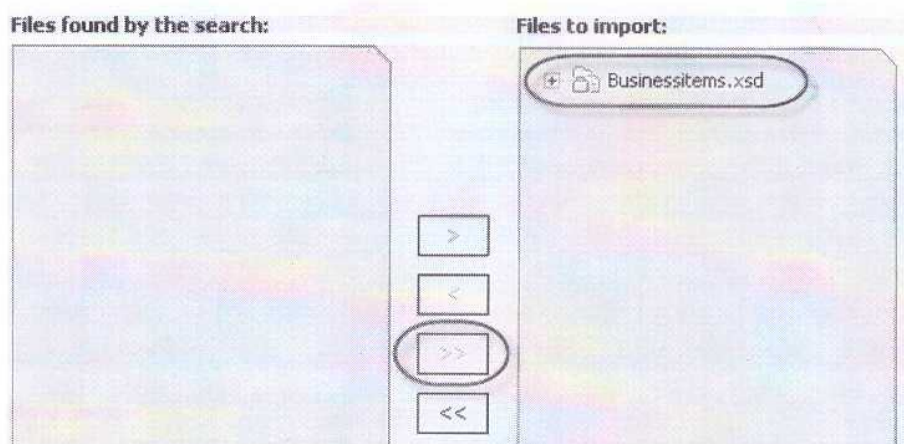 Files found by the search:
Files to import:
Businessitems.xsd
>
<
>>
<<